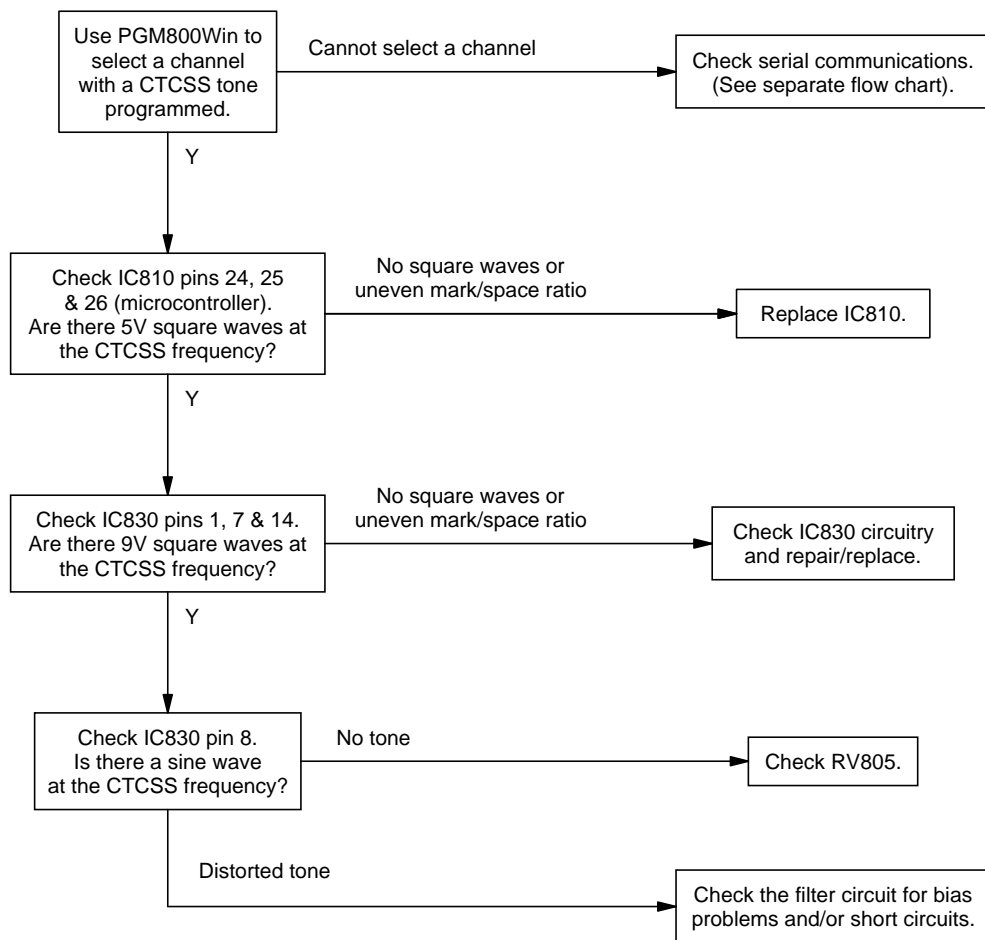 Use PGM800Win to
select a channel
with a CTCSS tone
programmed.
Cannot select a channel
Check serial communications.
(See separate flow chart).
Y
Check IC810 pins 24, 25
& 26 (microcontroller).
Are there 5V square waves at
the CTCSS frequency?
No square waves or
uneven mark/space ratio
Replace IC810.
Y
Check IC830 pins 1, 7 & 14.
Are there 9V square waves at
the CTCSS frequency?
No square waves or
uneven mark/space ratio
Check IC830 circuitry
and repair/replace.
Y
Check IC830 pin 8.
Is there a sine wave
at the CTCSS frequency?
No tone
Check RV805.
Distorted tone
Check the filter circuit for bias
problems and/or short circuits.